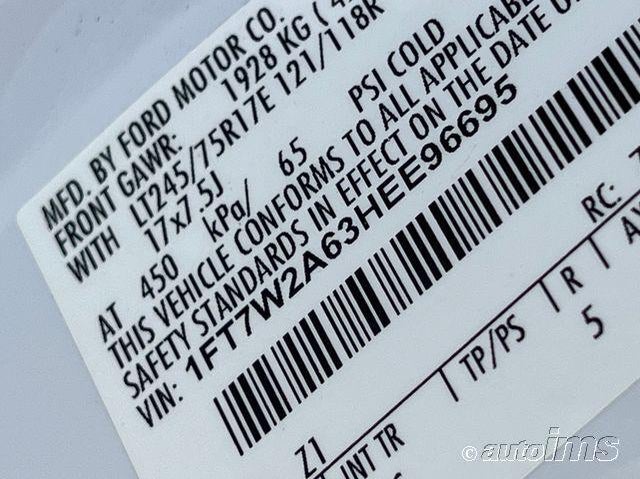 MFD. BY FORD MOTOR CO.
FRONT GAWR: 1928 KG (
WITH LT245/75R17E 121/118R
17x7.5J
AT 450 kPa/ 65 PSI COLD
THIS VEHICLE CONFORMS TO ALL APPLICABLE
SAFETY STANDARDS IN EFFECT ON THE DATE
VIN: 1FT7W2A63HEE96695
RC:
TP/PS R
5
Z1
INT TR
© autoims